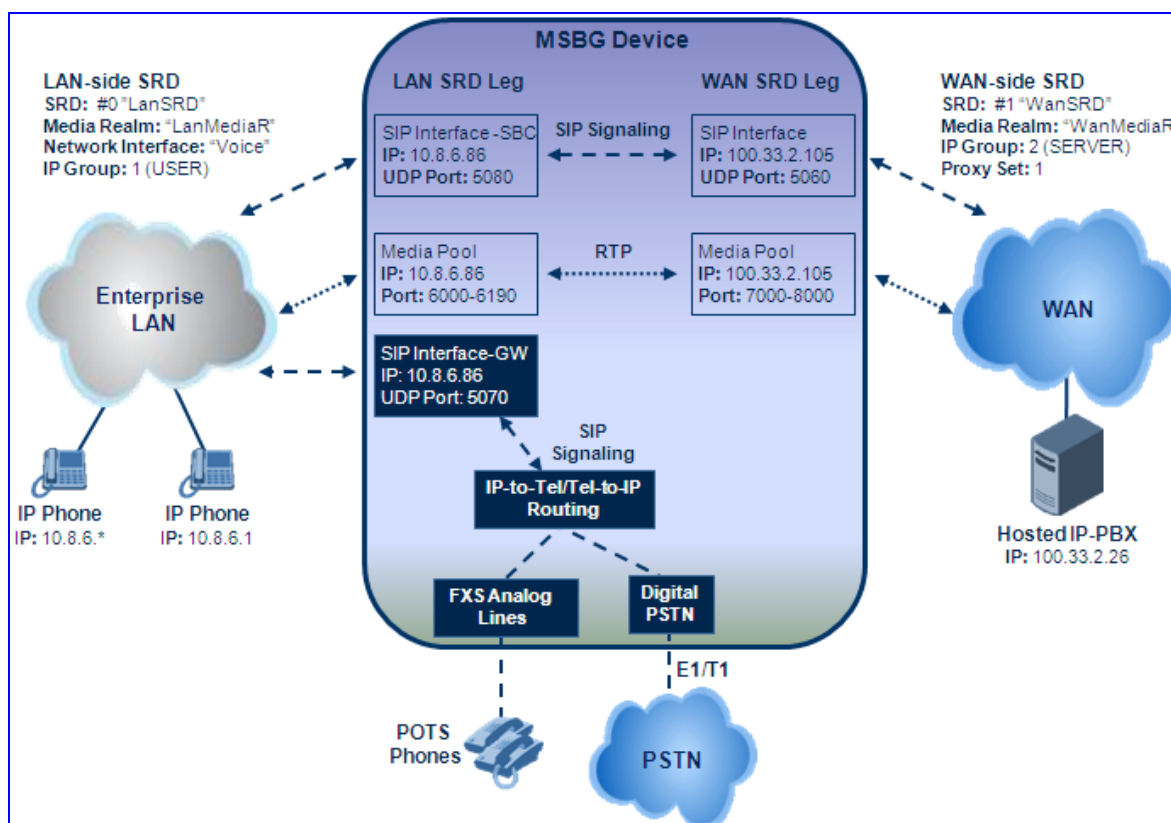 MSBG Device
LAN-side SRD
SRD: #0 "LanSRD"
Media Realm: "LanMediaR"
Network Interface: "Voice"
IP Group: 1 (USER)
LAN SRD Leg
WAN SRD Leg
WAN-side SRD
SRD: #1 "WanSRD"
Media Realm: "WanMediaR
IP Group: 2 (SERVER)
Proxy Set: 1
SIP Interface -SBC
IP: 10.8.6.86
UDP Port: 5080
SIP Signaling
SIP Interface
IP: 100.33.2.105
UDP Port: 5060
Media Pool
IP: 10.8.6.86
Port: 6000-6190
RTP
Media Pool
IP: 100.33.2.105
Port: 7000-8000
Enterprise
LAN
WAN
SIP Interface-GW
IP: 10.8.6.86
UDP Port: 5070
SIP
Signaling
IP-to-Tel/Tel-to-IP
Routing
IP Phone
IP: 10.8.6.*
IP Phone
IP: 10.8.6.1
Hosted IP-PBX
IP: 100.33.2.26
FXS Analog
Lines
Digital
PSTN
E1/T1
POTS
Phones
PSTN